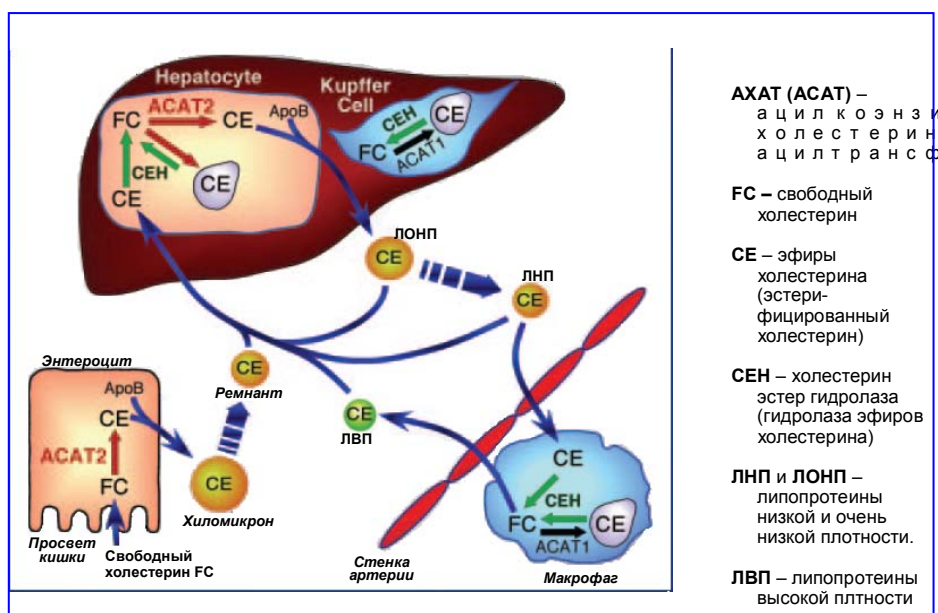 Hepatocyte
Kupffer
Cell
FC
ACAT2
CE
ApoB
CEH
CE
CE
CEH
CE
FC
ACAT1
ЛОНП
CE
ЛНП
CE
Энтероцит
ApoB
CE
ACAT2
FC
Просвет
кишки
Свободный
холестерин FC
CE
Ремнант
CE
Хиломикрон
CE
ЛВП
Стенка
артерии
CE
CEH
FC
CE
ACAT1
Макрофаг
АХАТ (ACAT) –
а ц и л к о э н з и
х о л е с т е р и н
а ц и л т р а н с ф
FC – свободный
холестерин
CE – эфиры
холестерина
(эстери-
фицированный
холестерин)
CEH – холестерин
эстер гидролаза
(гидролаза эфиров
холестерина)
ЛНП и ЛОНП –
липопротеины
низкой и очень
низкой плотности.
ЛВП – липопротеины
высокой плтности